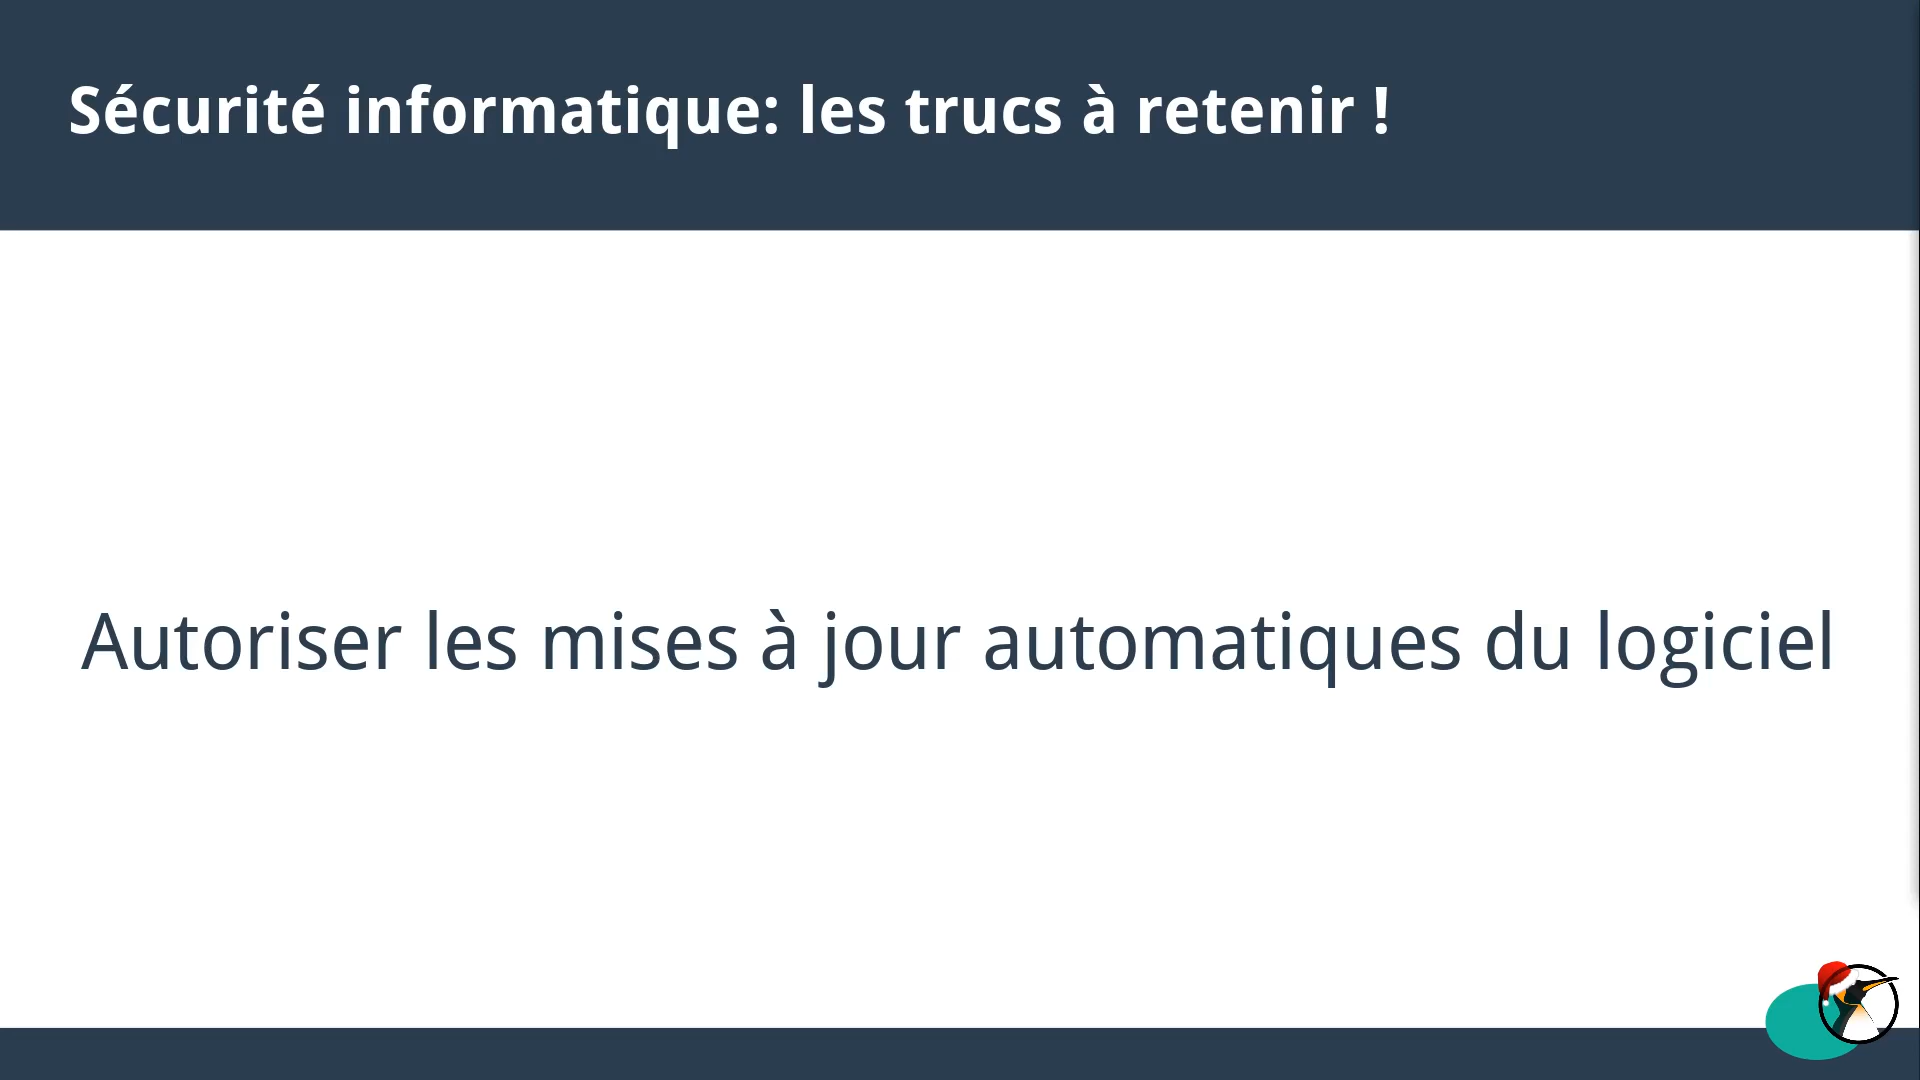 Sécurité informatique: les trucs à retenir !
Autoriser les mises à jour automatiques du logiciel